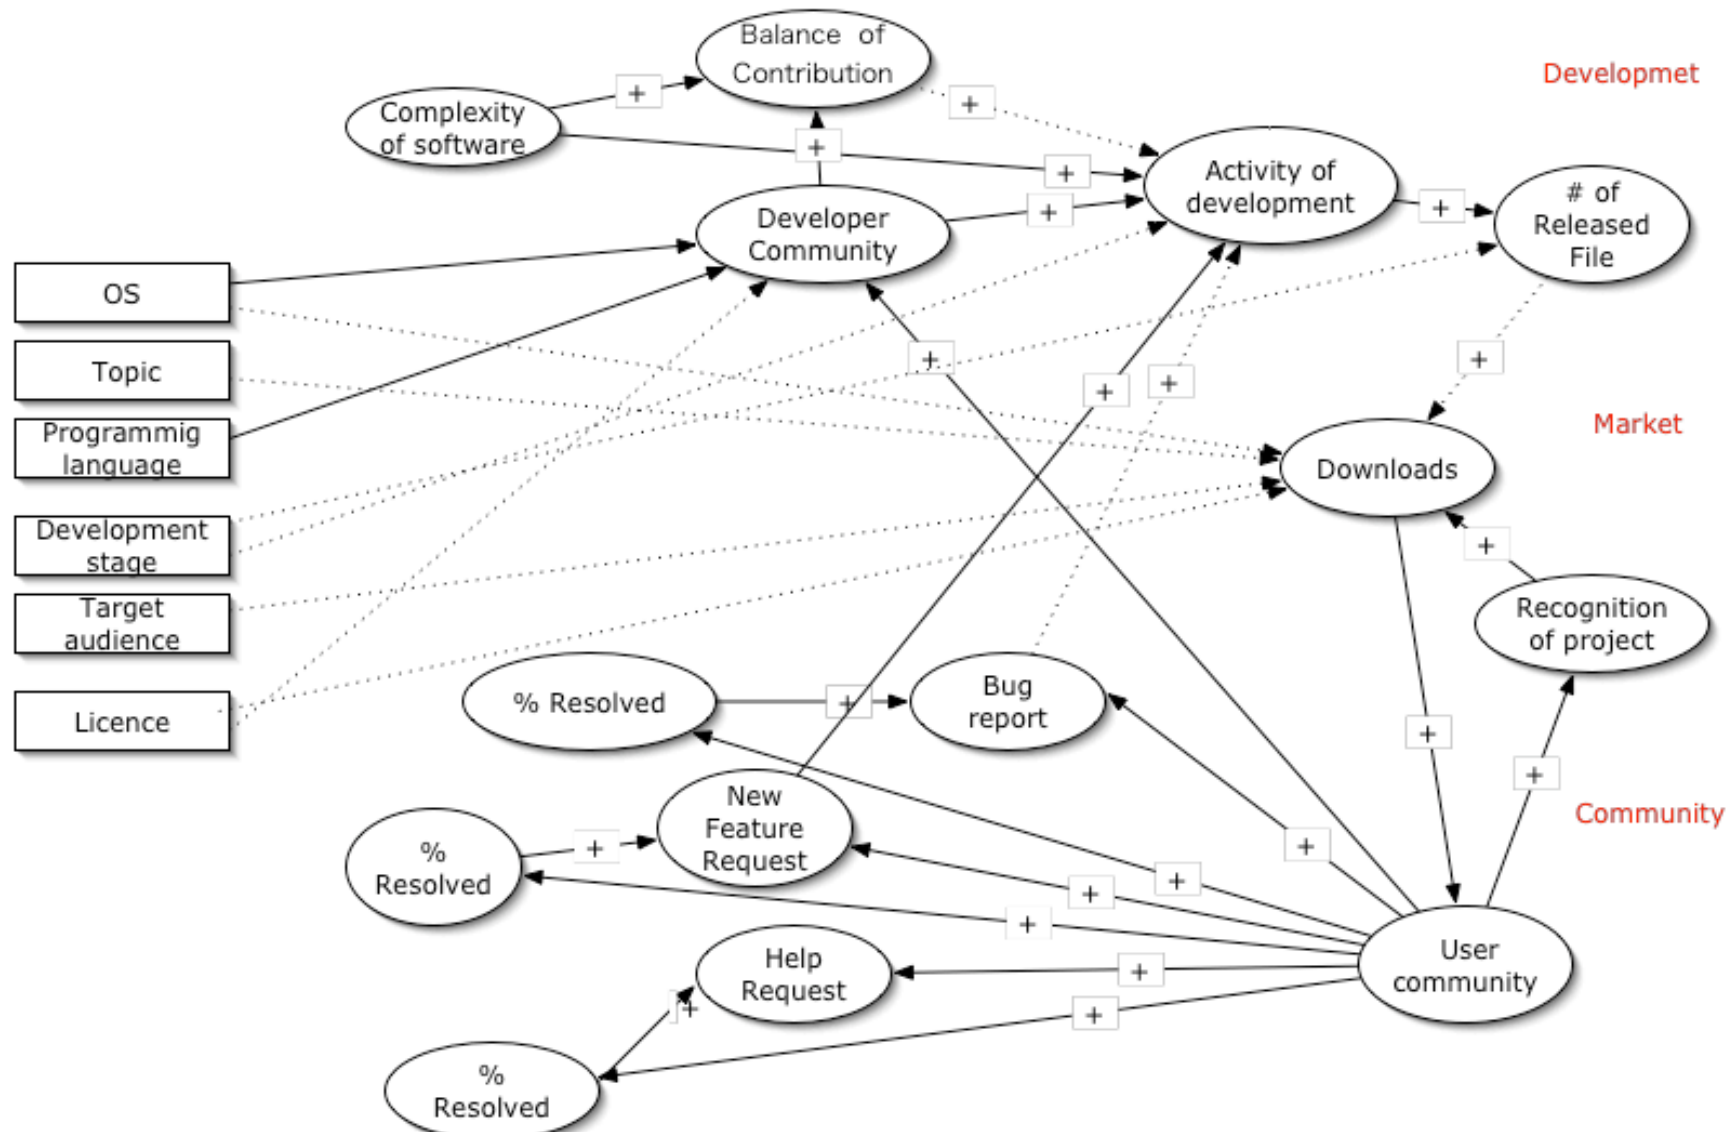 Balance of
Contribution
+
+
Developmet
Complexity
of software
+
+
Activity of
development
+
# of
Released
File
Developer
Community
+
OS
Topic
+
+
+
+
Programmig
language
Market
Downloads
Development
stage
+
Target
audience
Recognition
of project
Licence
% Resolved
+
Bug
report
+
+
New
Feature
Request
Community
%
Resolved
+
+
+
+
+
User
community
Help
Request
+
+
+
%
Resolved